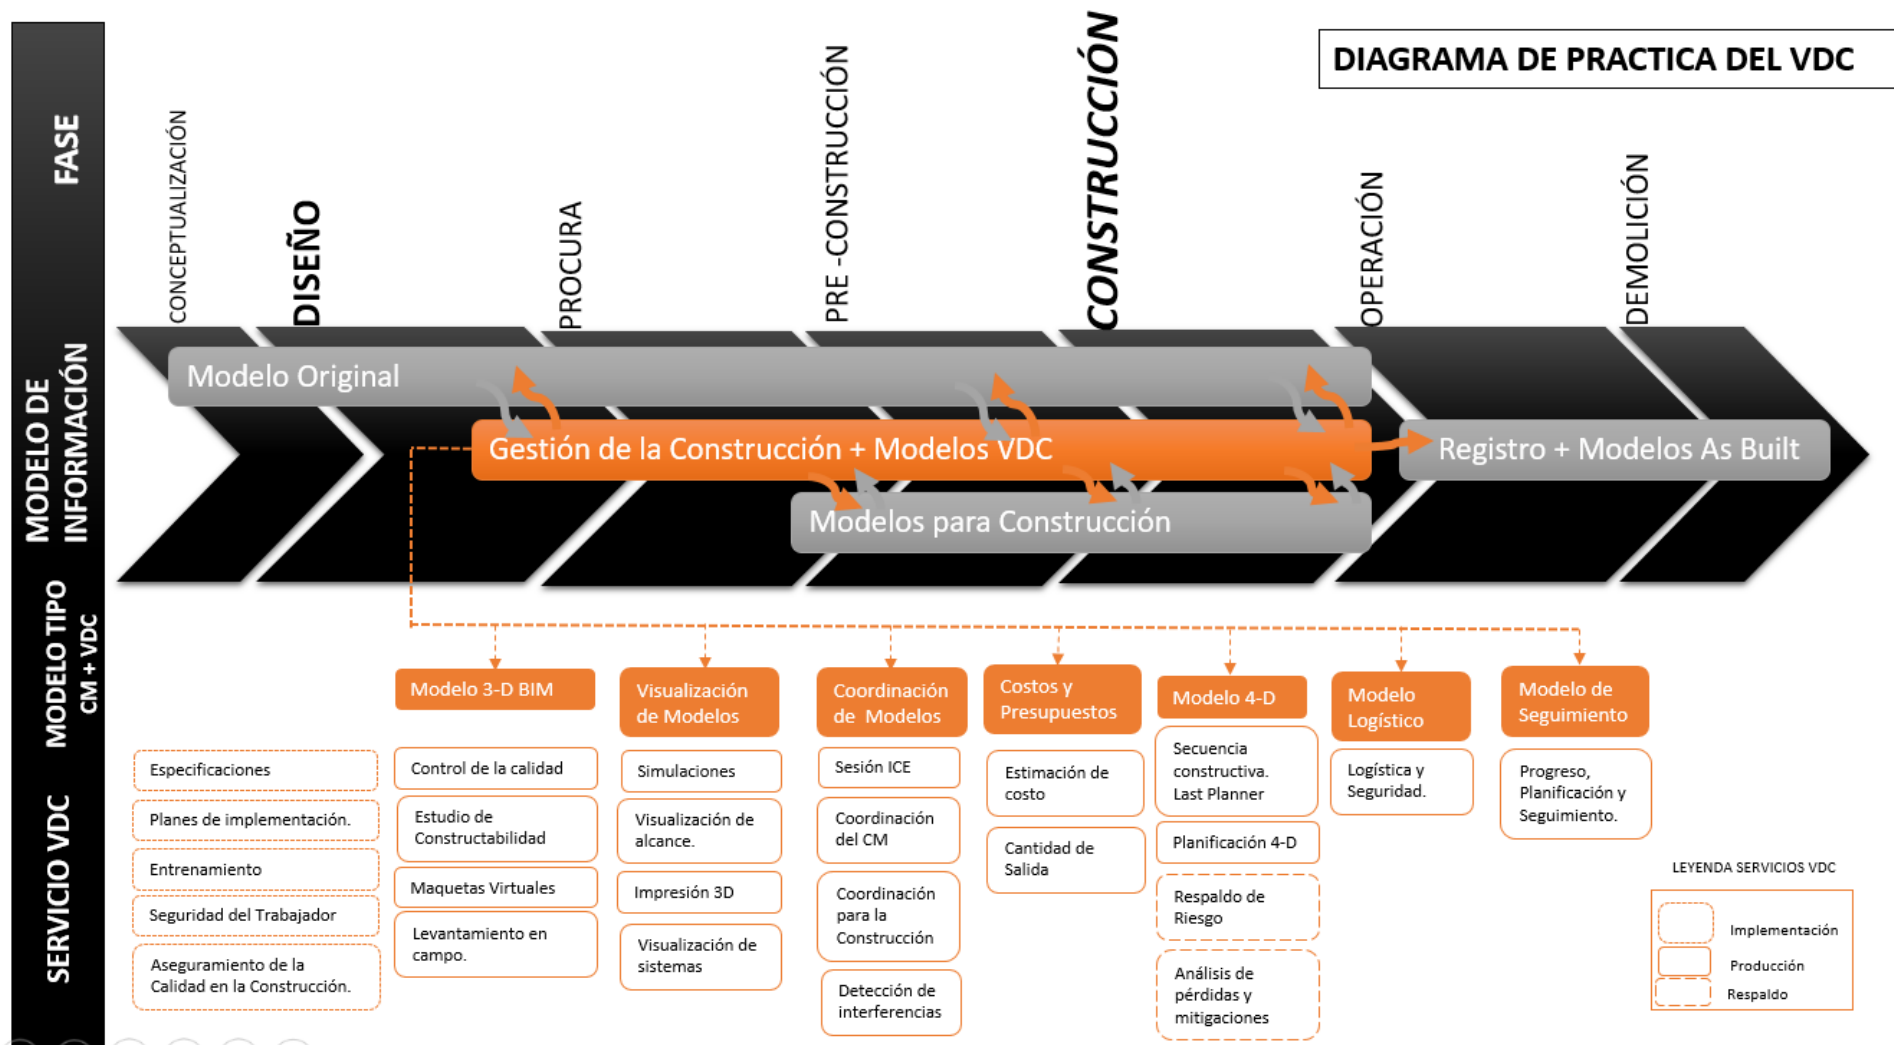 DIAGRAMA DE PRACTICA DEL VDC
FASE
CONCEPTUALIZACIÓN
DISEÑO
PROCURA
PRE -CONSTRUCCIÓN
CONSTRUCCIÓN
OPERACIÓN
DEMOLICIÓN
MODELO DE
INFORMACIÓN
Modelo Original
Gestión de la Construcción + Modelos VDC
Registro + Modelos As Built
Modelos para Construcción
MODELO TIPO
CM + VDC
Modelo 3-D BIM
Visualización
de Modelos
Coordinación
de Modelos
Costos y
Presupuestos
Modelo 4-D
Modelo
Logístico
Modelo de
Seguimiento
SERVICIO VDC
Especificaciones
Planes de implementación.
Entrenamiento
Seguridad del Trabajador
Aseguramiento de la
Calidad en la Construcción.
Control de la calidad
Estudio de
Constructabilidad
Maquetas Virtuales
Levantamiento en
campo.
Simulaciones
Visualización de
alcance.
Impresión 3D
Visualización de
sistemas
Sesión ICE
Coordinación
del CM
Coordinación
para la
Construcción
Detección de
interferencias
Estimación de
costo
Cantidad de
Salida
Secuencia
constructiva.
Last Planner
Planificación 4-D
Respaldo de
Riesgo
Análisis de
pérdidas y
mitigaciones
Logística y
Seguridad.
Progreso,
Planificación y
Seguimiento.
LEYENDA SERVICIOS VDC
Implementación
Producción
Respaldo